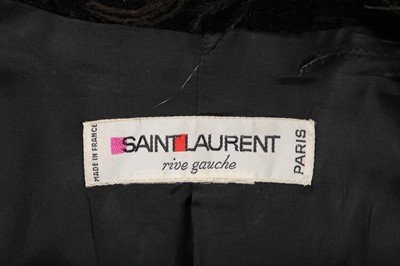 MADE IN FRANCE
SAINT LAURENT
rive gauche
PARIS